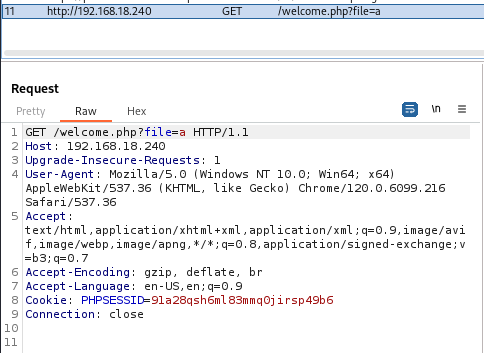 11 http://192.168.18.240 GET /welcome.php?file=a
Request
Pretty Raw Hex \n
1 GET /welcome.php?file=a HTTP/1.1
2 Host: 192.168.18.240
3 Upgrade-Insecure-Requests: 1
4 User-Agent: Mozilla/5.0 (Windows NT 10.0; Win64; x64)
AppleWebKit/537.36 (KHTML, like Gecko) Chrome/120.0.6099.216
Safari/537.36
5 Accept:
text/html,application/xhtml+xml,application/xml;q=0.9,image/avi
f,image/webp,image/apng,*/*;q=0.8,application/signed-exchange;v
=b3;q=0.7
6 Accept-Encoding: gzip, deflate, br
7 Accept-Language: en-US,en;q=0.9
8 Cookie: PHPSESSID=91a28qsh6ml83mmq0jirsp49b6
9 Connection: close
10
11